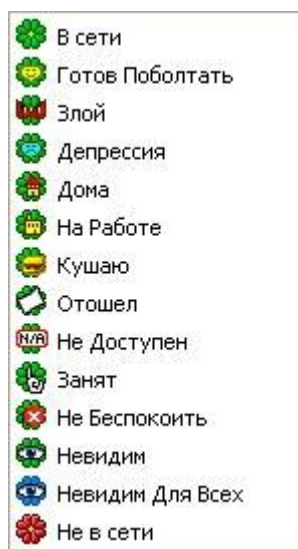 В сети
Готов Поболтать
Злой
Депрессия
Дома
На Работе
Кушаю
Отошел
N/A Не Доступен
Занят
Не Беспокоить
Невидим
Невидим Для Всех
Не в сети